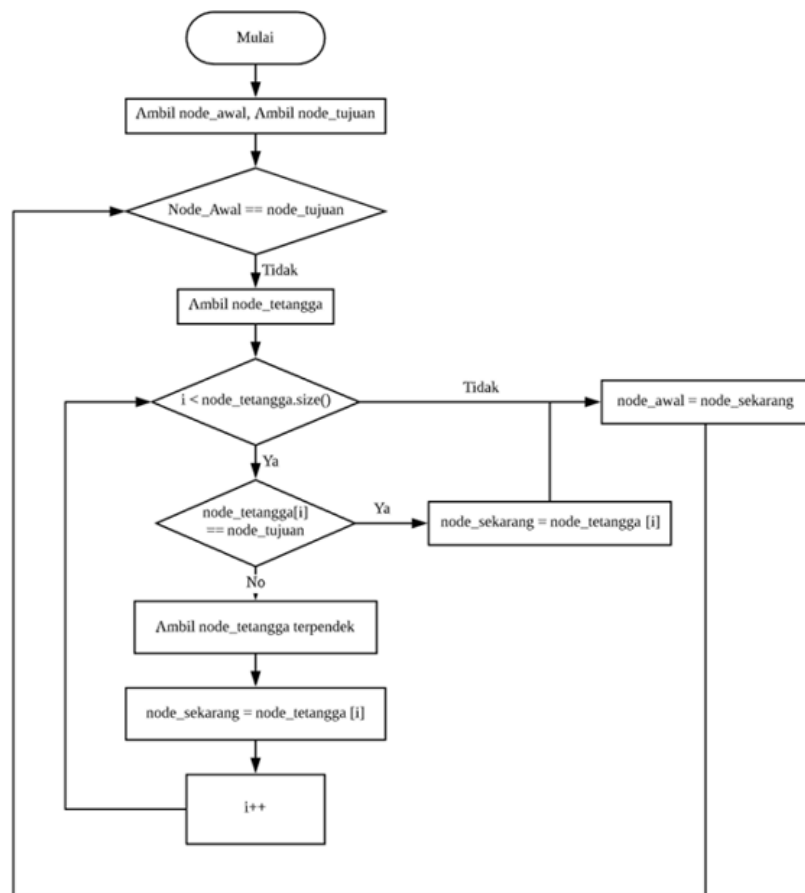 Mulai
Ambil node_awal, Ambil node_tujuan
Node_Awal == node_tujuan
Tidak
Ambil node_tetangga
i < node_tetangga.size()
Tidak
node_awal = node_sekarang
Ya
node_tetangga[i]
== node_tujuan
Ya
node_sekarang = node_tetangga [i]
No
Ambil node_tetangga terpendek
node_sekarang = node_tetangga [i]
i++